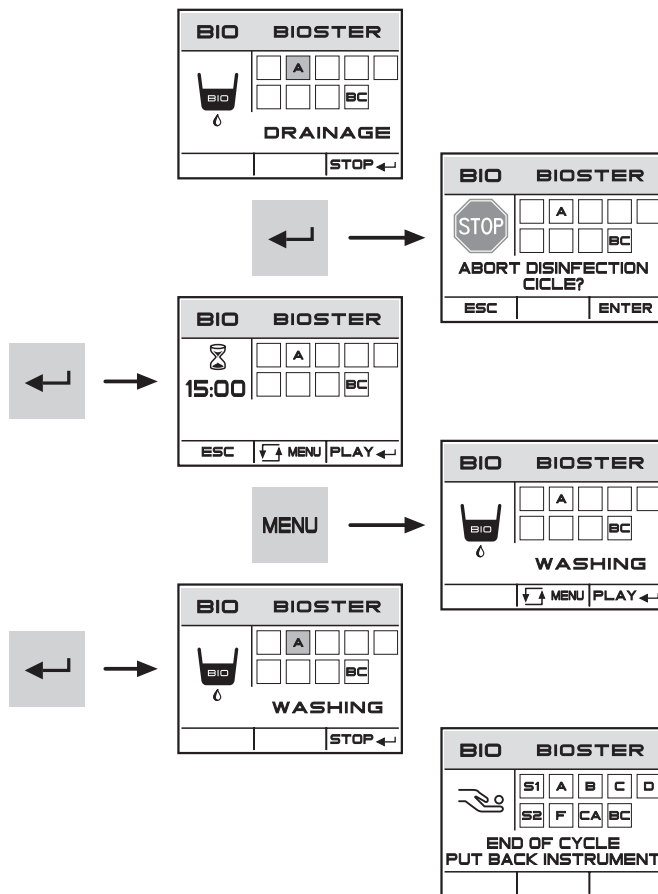 BIO BIOSTER
A
BIO
BC
DRAINAGE
STOP
BIO BIOSTER
STOP
A
BC
ABORT DISINFECTION
CICLE?
ESC ENTER
BIO BIOSTER
A
15:00
BC
ESC MENU PLAY
MENU
BIO BIOSTER
A
BIO
BC
WASHING
MENU PLAY
BIO BIOSTER
A
BIO
BC
WASHING
STOP
BIO BIOSTER
S1 A B C D
S2 F CA BC
END OF CYCLE
PUT BACK INSTRUMENT